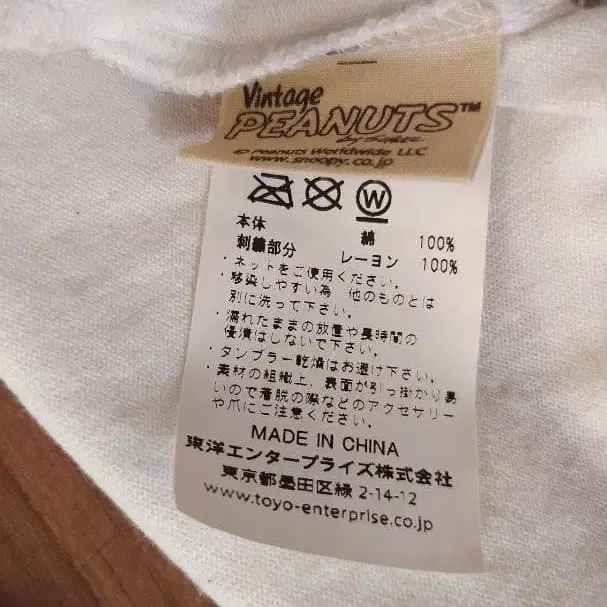 Vintage
PEANUTS™
by SCHULZ
© Peanuts Worldwide LLC
www.snoopy.co.jp
W
本体 綿 100%
刺繍部分 レーヨン 100%
・ネットをご使用ください。
・移染しやすい為 他のものとは
別に洗って下さい。
・濡れたままの放置や長時間の
浸漬はしないで下さい。
・タンブラー乾燥はお避け下さい。
・素材の組織上、表面が引っ掛かり易
いので着脱の際などのアクセサリー
や爪にご注意ください。
MADE IN CHINA
東洋エンタープライズ株式会社
東京都墨田区緑 2-14-12
www.toyo-enterprise.co.jp